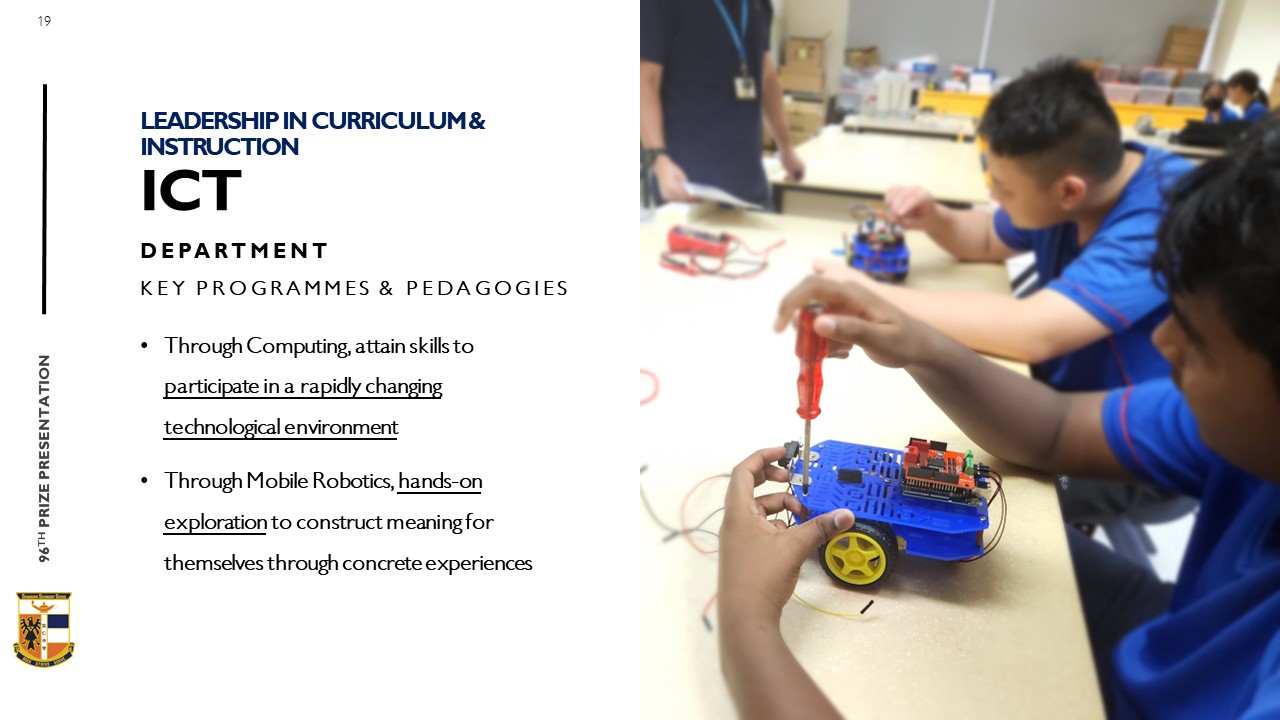 19
LEADERSHIP IN CURRICULUM &
INSTRUCTION
ICT
DEPARTMENT
KEY PROGRAMMES & PEDAGOGIES
• Through Computing, attain skills to
participate in a rapidly changing
technological environment
• Through Mobile Robotics, hands-on
exploration to construct meaning for
themselves through concrete experiences
96TH PRIZE PRESENTATION